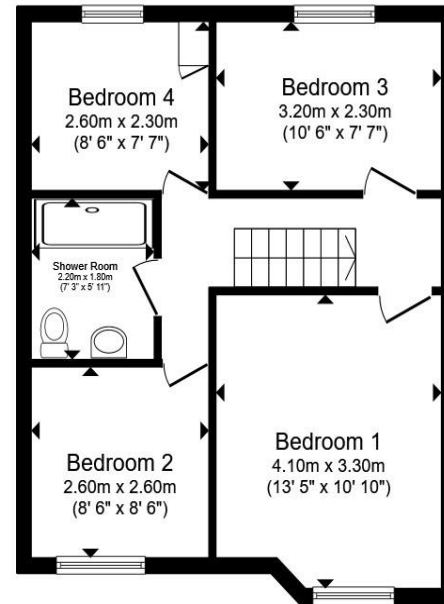 Bedroom 4
2.60m x 2.30m
(8' 6" x 7' 7")
Bedroom 3
3.20m x 2.30m
(10' 6" x 7' 7")
Shower Room
2.20m x 1.80m
(7' 3" x 5' 11")
Bedroom 2
2.60m x 2.60m
(8' 6" x 8' 6")
Bedroom 1
4.10m x 3.30m
(13' 5" x 10' 10")